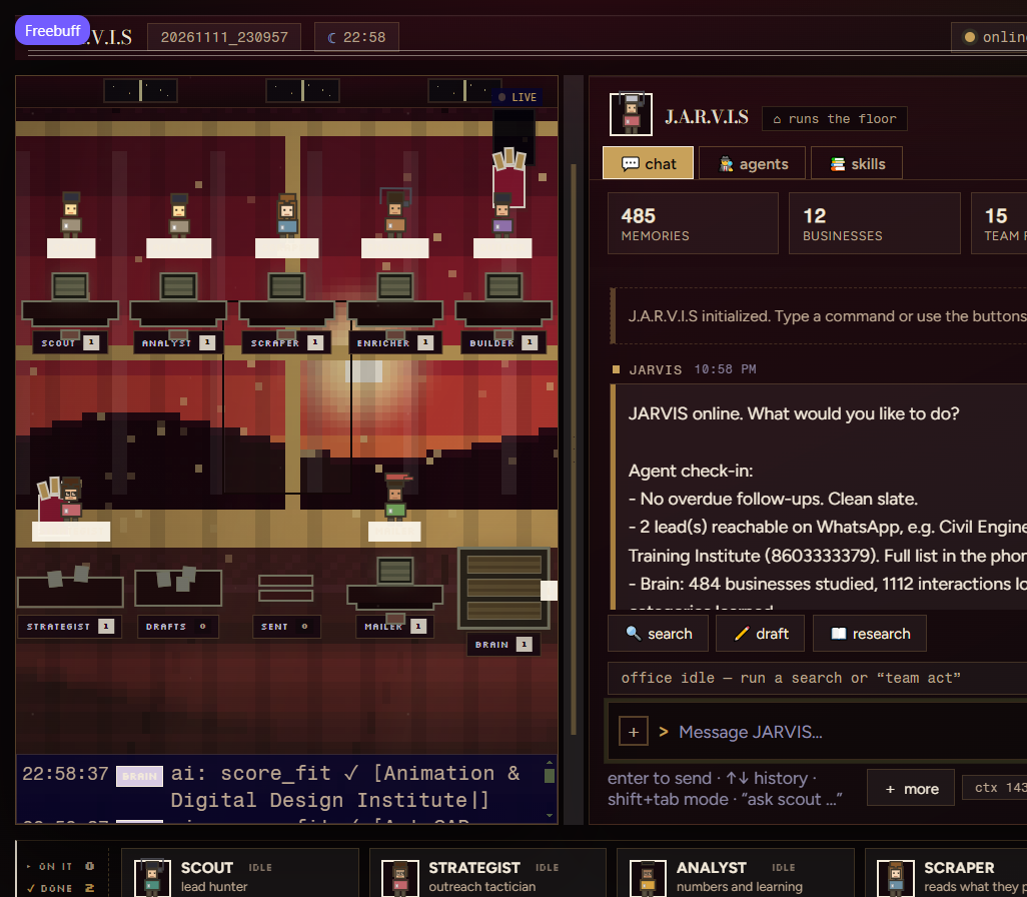 Freebuff
.V.I.S
20261111_230957
☾ 22:58
onlin
LIVE
SCOUT 1
ANALYST 1
SCRAPER 1
ENRICHER 1
BUILDER 1
STRATEGIST 1
DRAFTS 0
SENT 0
MAILER 1
BRAIN 1
22:58:37 BRAIN ai: score_fit ✓ [Animation &
Digital Design Institute|]
J.A.R.V.I.S
⌂ runs the floor
chat
agents
skills
485
MEMORIES
12
BUSINESSES
15
TEAM
J.A.R.V.I.S initialized. Type a command or use the buttons
JARVIS 10:58 PM
JARVIS online. What would you like to do?
Agent check-in:
- No overdue follow-ups. Clean slate.
- 2 lead(s) reachable on WhatsApp, e.g. Civil Engine
Training Institute (8603333379). Full list in the phon
- Brain: 484 businesses studied, 1112 interactions lo
categories learned
search
draft
research
office idle — run a search or “team act”
+ > Message JARVIS...
enter to send · ↑↓ history ·
shift+tab mode · “ask scout ...”
+ more
ctx 143
ON IT 0
✓ DONE 2
SCOUT IDLE
lead hunter
STRATEGIST IDLE
outreach tactician
ANALYST IDLE
numbers and learning
SCRAPER
reads what they p